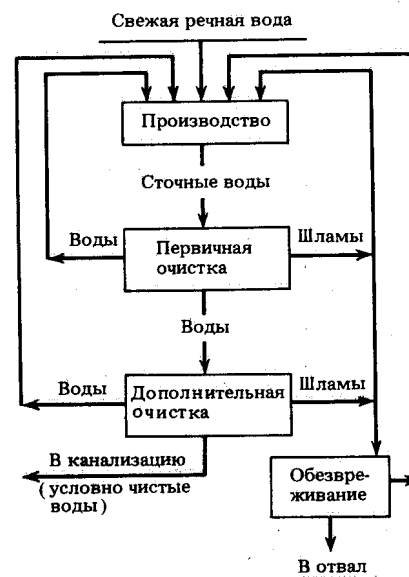 Свежая речная вода
Производство
Сточные воды
Воды
Первичная
очистка
Шламы
Воды
Воды
Дополнительная
очистка
Шламы
В канализацию
(условно чистые
воды)
Обезвре-
живание
В отвал